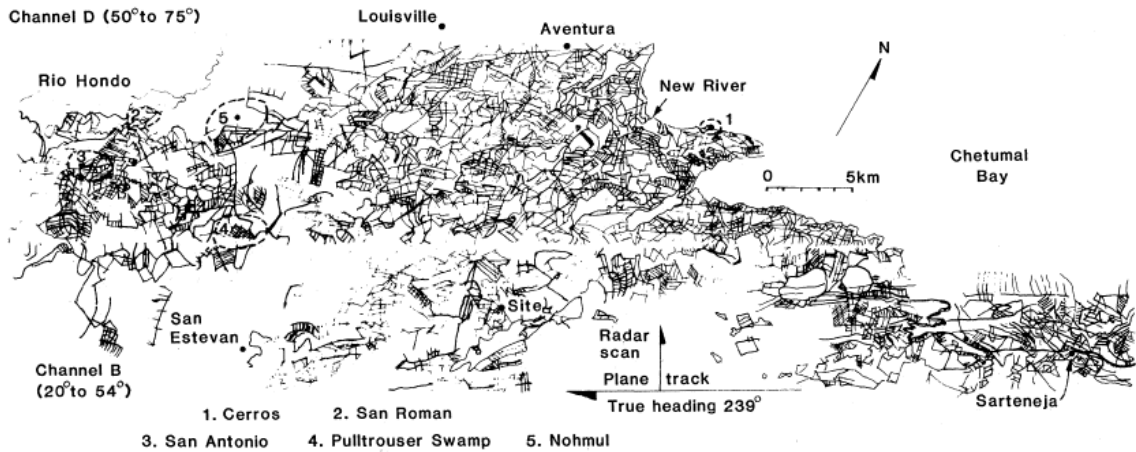 Channel D (50°to 75°)
Louisville
Aventura
N
Rio Hondo
New River
2
5
1
3
Chetumal
Bay
0 5km
4
San
Estevan
Site
Radar
scan
Channel B
(20°to 54°)
Plane track
True heading 239°
Sarteneja
1. Cerros 2. San Roman
3. San Antonio 4. Pulltrouser Swamp 5. Nohmul